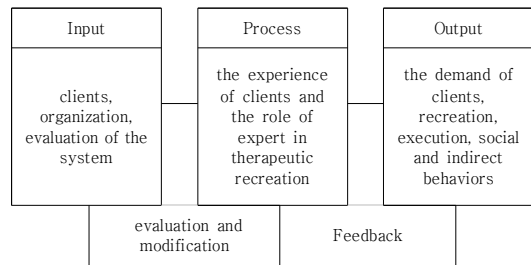 Input
clients,
organization,
evaluation of the
system
Process
the experience
of clients and
the role of
expert in
therapeutic
recreation
Output
the demand of
clients,
recreation,
execution, social
and indirect
behaviors
evaluation and
modification
Feedback